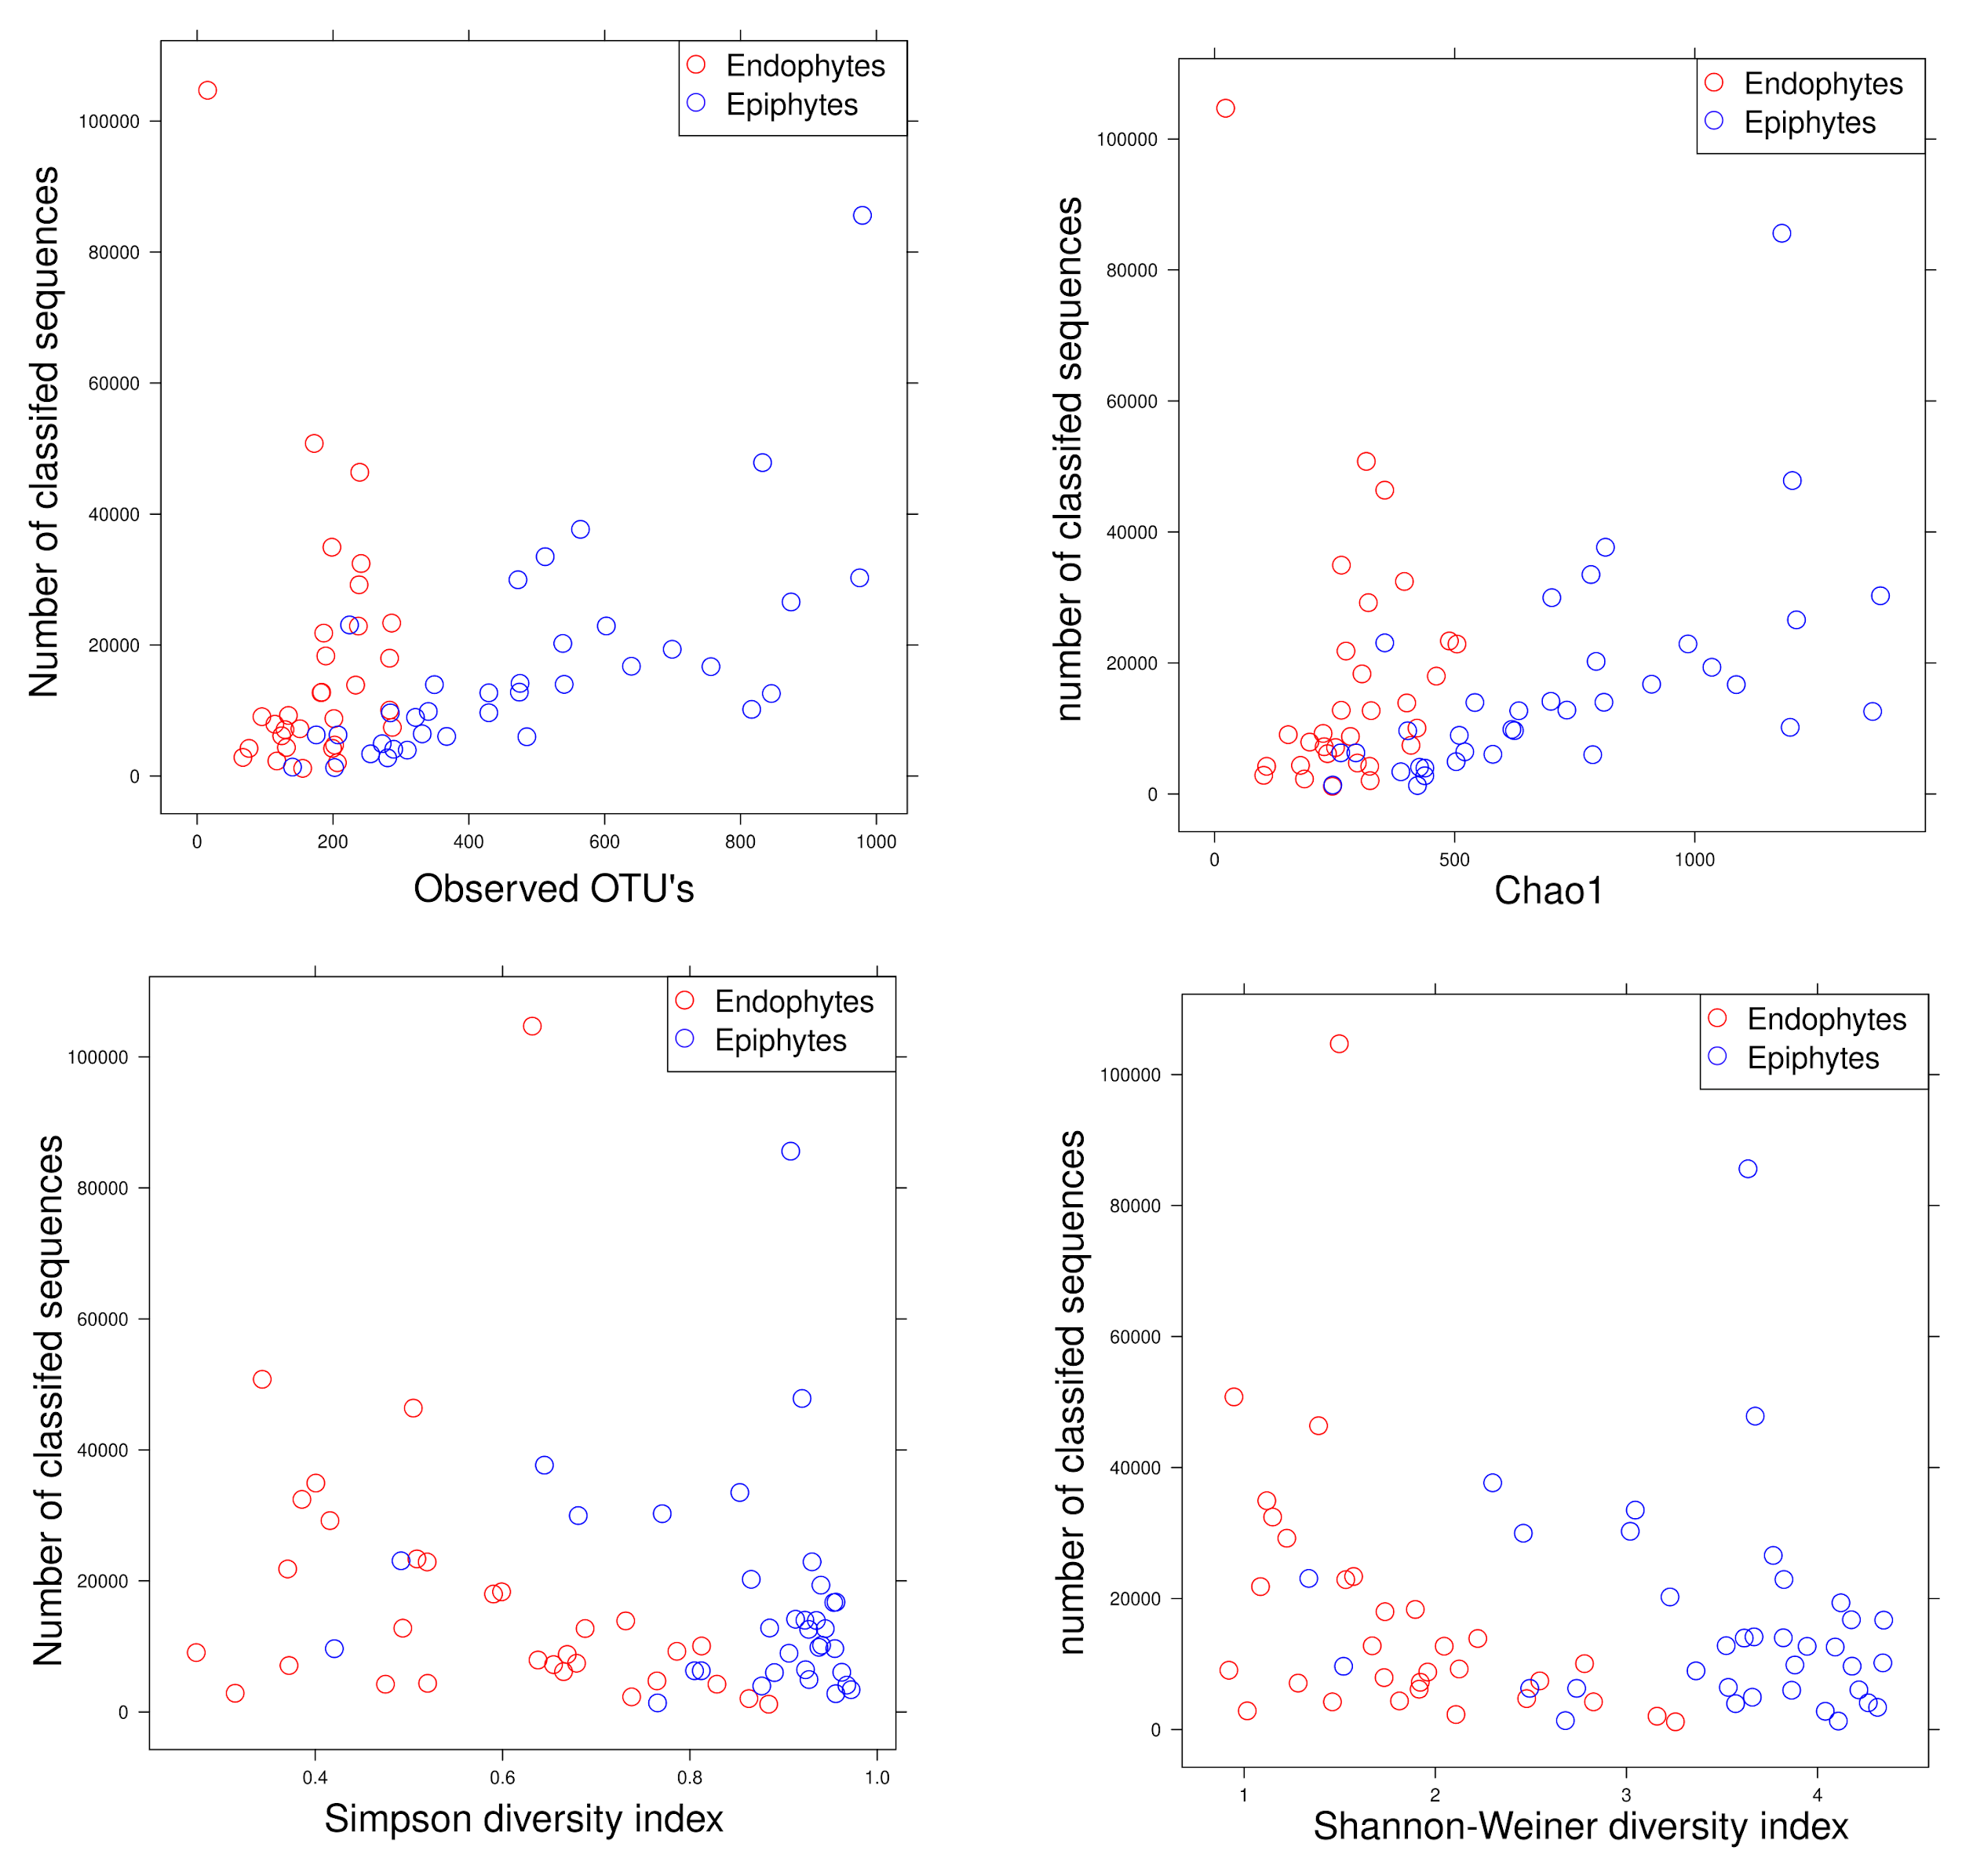 Endophytes
Epiphytes
100000
80000
60000
40000
20000
0
Number of classifed sequences
0 200 400 600 800 1000
Observed OTU's
Endophytes
Epiphytes
100000
80000
60000
40000
20000
0
number of classifed sequences
0 500 1000
Chao1
Endophytes
Epiphytes
100000
80000
60000
40000
20000
0
Number of classifed sequences
0.4 0.6 0.8 1.0
Simpson diversity index
Endophytes
Epiphytes
100000
80000
60000
40000
20000
0
number of classifed sequences
1 2 3 4
Shannon-Weiner diversity index